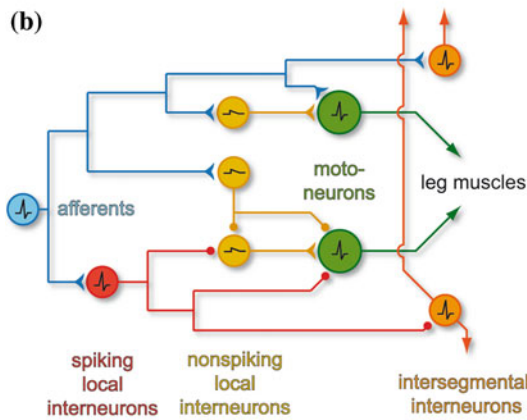 (b)
afferents
moto-
neurons
leg muscles
spiking
local
interneurons
nonspiking
local
interneurons
intersegmental
interneurons